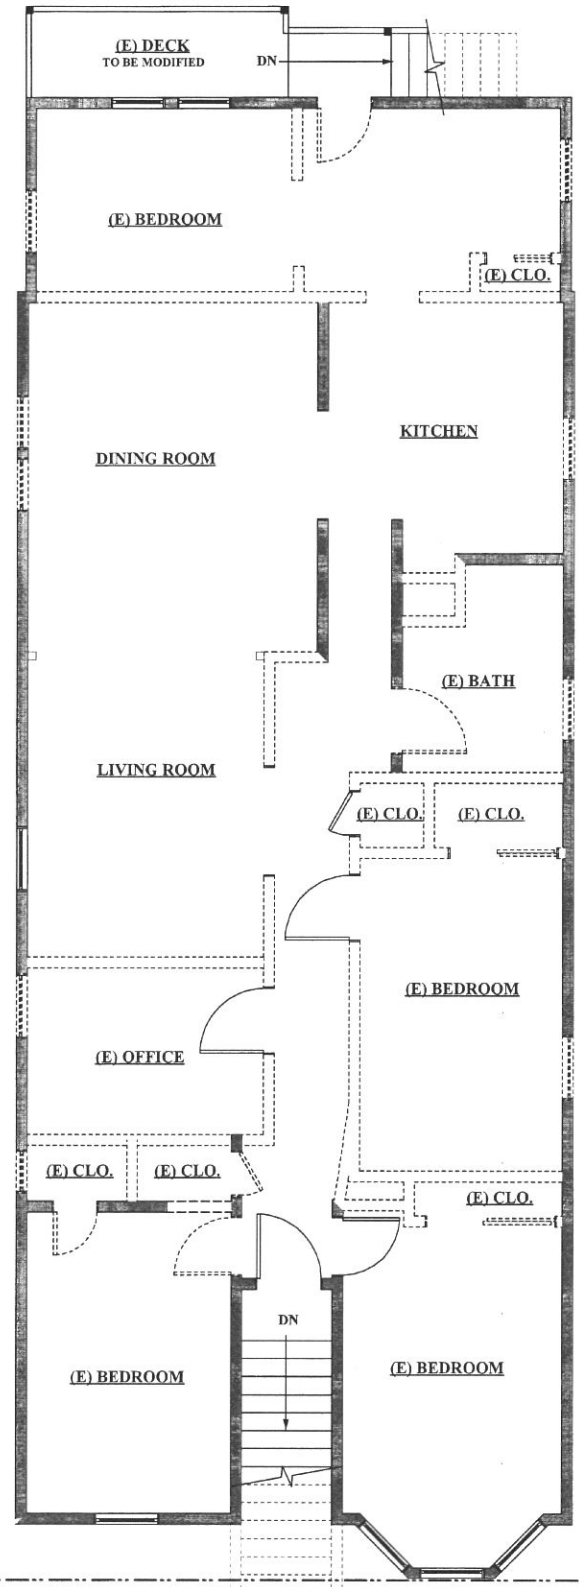 (E) DECK
TO BE MODIFIED
DN
(E) BEDROOM
(E) CLO.
KITCHEN
DINING ROOM
(E) BATH
LIVING ROOM
(E) CLO.
(E) CLO.
(E) BEDROOM
(E) OFFICE
(E) CLO.
(E) CLO.
(E) CLO.
DN
(E) BEDROOM
(E) BEDROOM